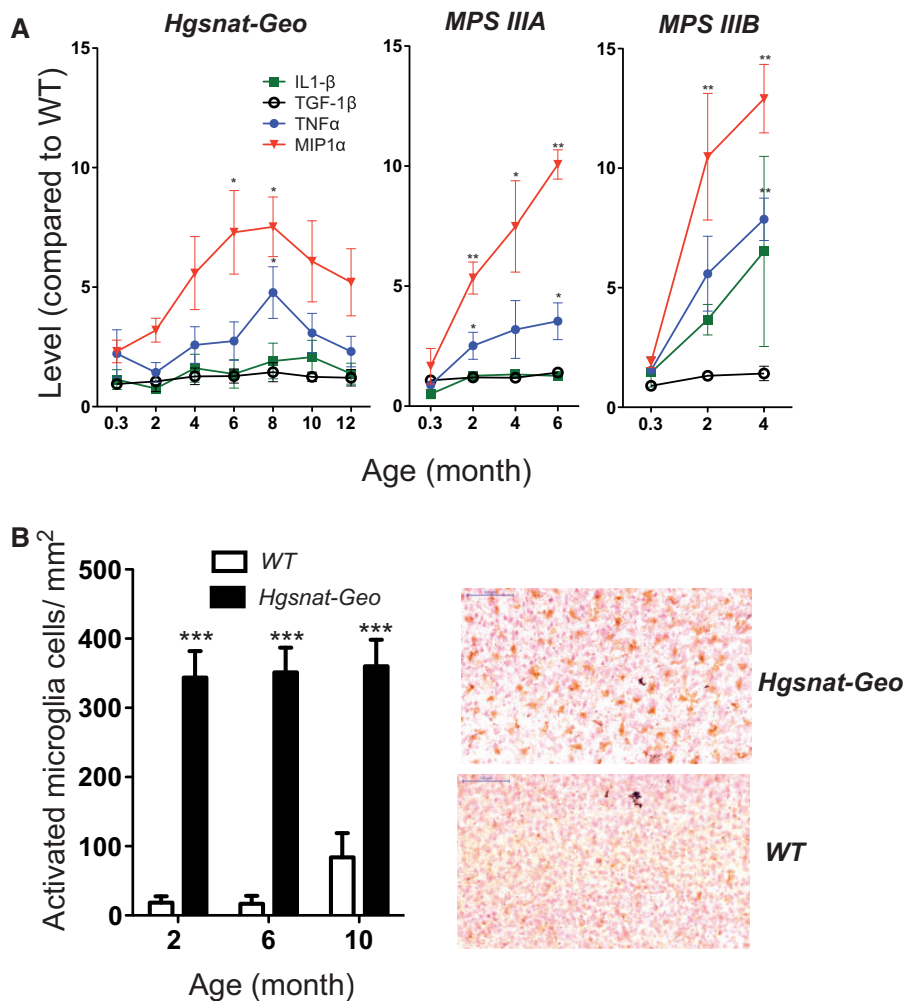 A
Hgsnat-Geo
MPS IIIA
MPS IIIB
Level (compared to WT)
15
10
5
0
IL1-β
TGF-1β
TNFα
MIP1α
* * *
0.3 2 4 6 8 10 12
15
10
5
0
** * ** * *
0.3 2 4 6
15
10
5
0
** ** **
0.3 2 4
Age (month)
B
Activated microglia cells/ mm2
500
400
300
200
100
0
WT
Hgsnat-Geo
*** *** ***
2 6 10
Age (month)
Hgsnat-Geo
WT